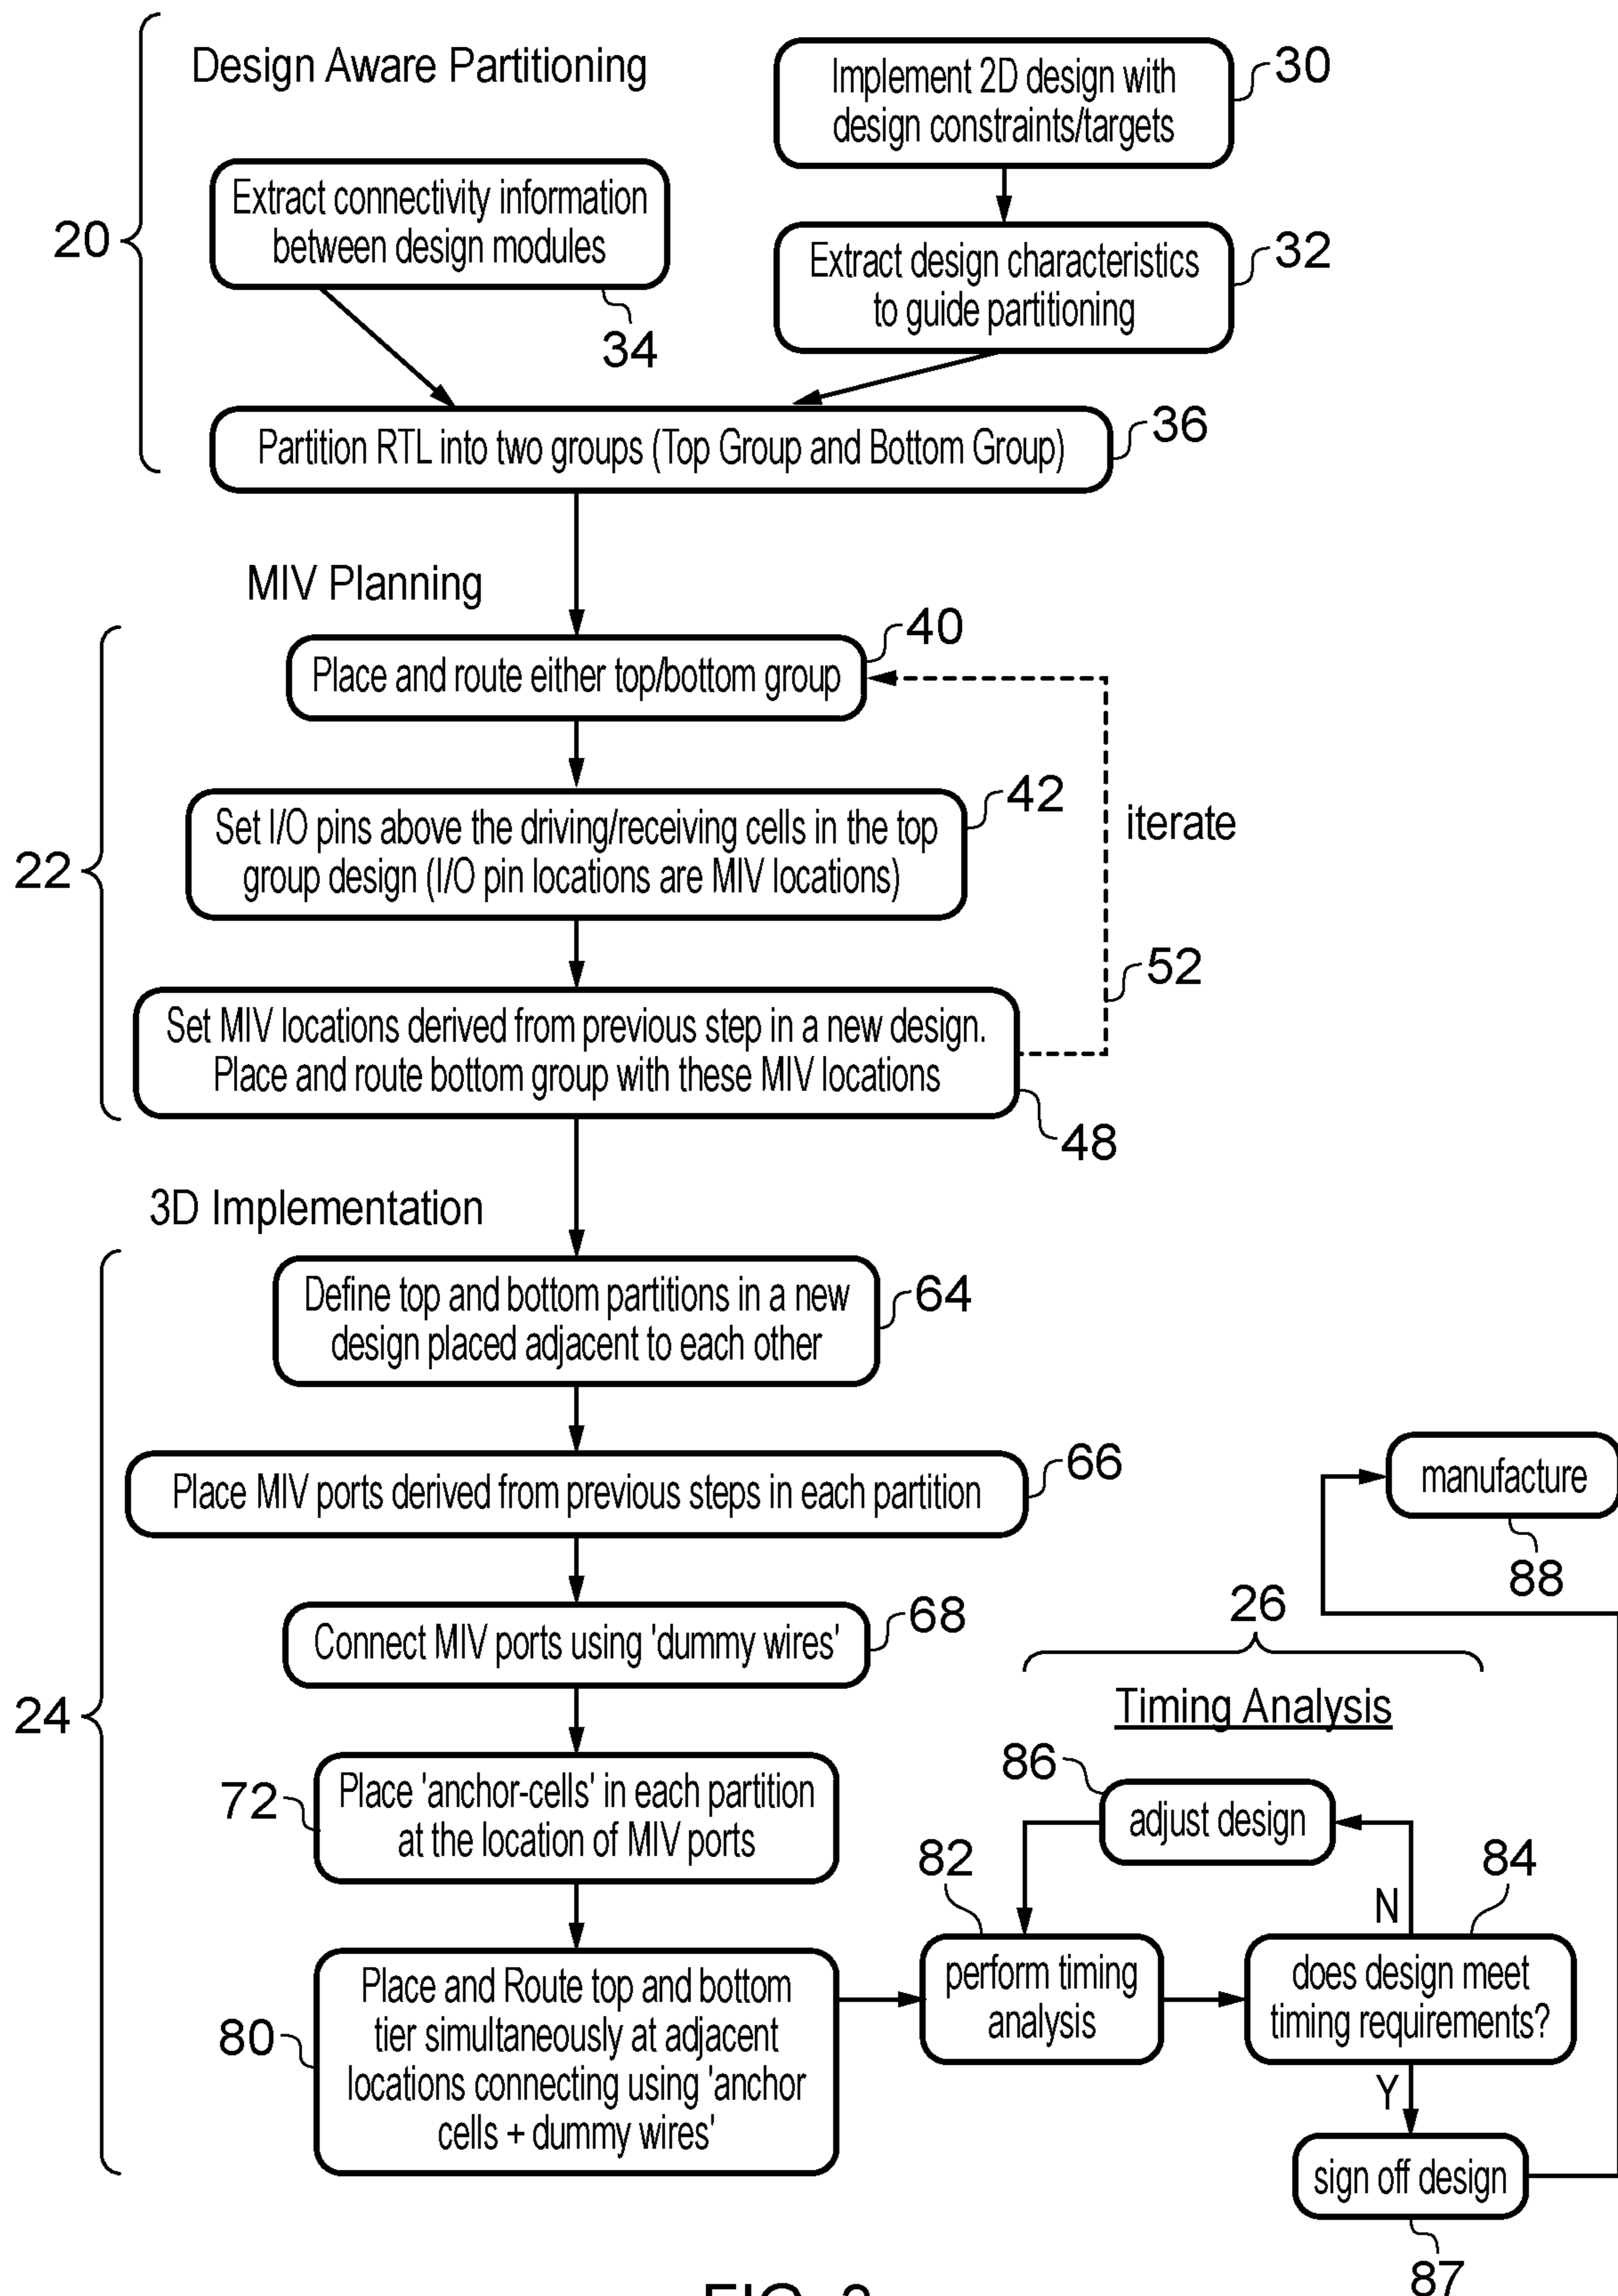 Design Aware Partitioning
20
Implement 2D design with
design constraints/targets
30
Extract connectivity information
between design modules
34
Extract design characteristics
to guide partitioning
32
Partition RTL into two groups (Top Group and Bottom Group)
36
MIV Planning
22
Place and route either top/bottom group
40
Set I/O pins above the driving/receiving cells in the top
group design (I/O pin locations are MIV locations)
42
iterate
52
Set MIV locations derived from previous step in a new design.
Place and route bottom group with these MIV locations
48
3D Implementation
24
Define top and bottom partitions in a new
design placed adjacent to each other
64
Place MIV ports derived from previous steps in each partition
66
Connect MIV ports using 'dummy wires'
68
72
Place 'anchor-cells' in each partition
at the location of MIV ports
80
Place and Route top and bottom
tier simultaneously at adjacent
locations connecting using 'anchor
cells + dummy wires'
manufacture
88
26
Timing Analysis
86
adjust design
82
perform timing
analysis
84
N
does design meet
timing requirements?
Y
sign off design
87